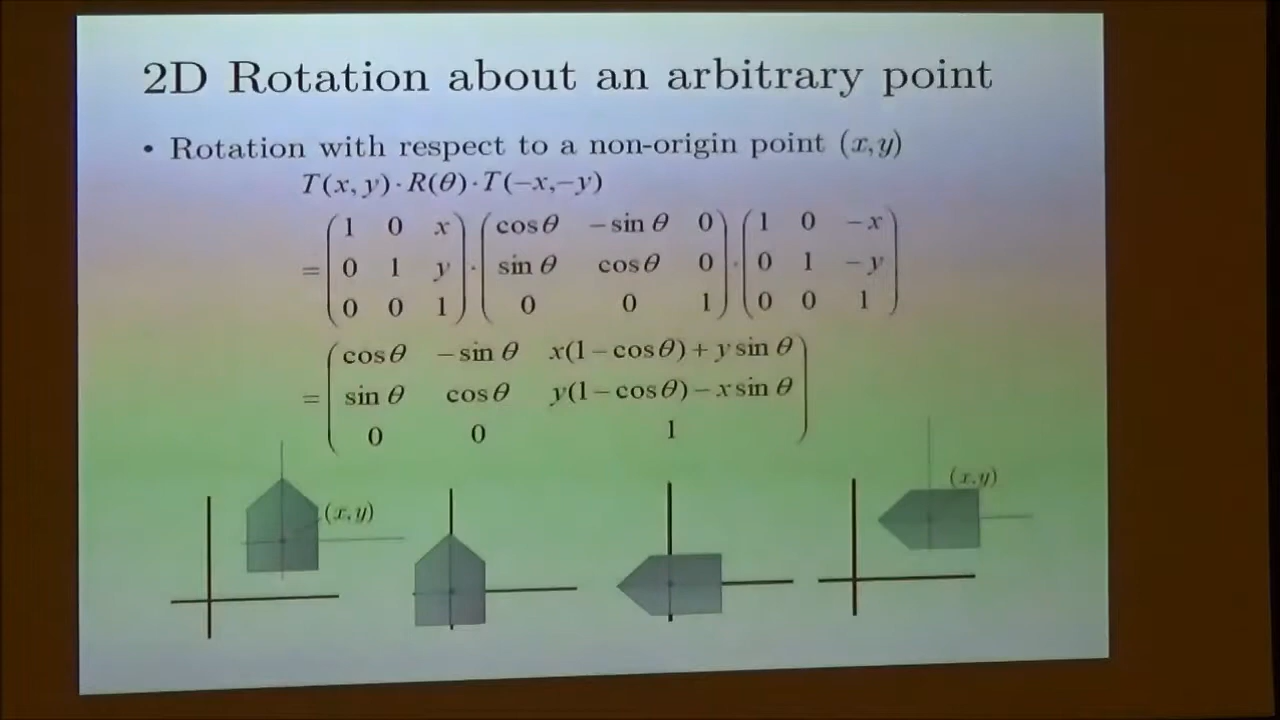 2D Rotation about an arbitrary point
• Rotation with respect to a non-origin point (x,y)
T(x, y)·R(θ)·T(−x,−y)
= ( 1 0 x ; 0 1 y ; 0 0 1 ) · ( cosθ −sinθ 0 ; sinθ cosθ 0 ; 0 0 1 ) · ( 1 0 −x ; 0 1 −y ; 0 0 1 )
= ( cosθ −sinθ x(1−cosθ)+y sinθ ; sinθ cosθ y(1−cosθ)−x sinθ ; 0 0 1 )
(x,y)
(x,y)